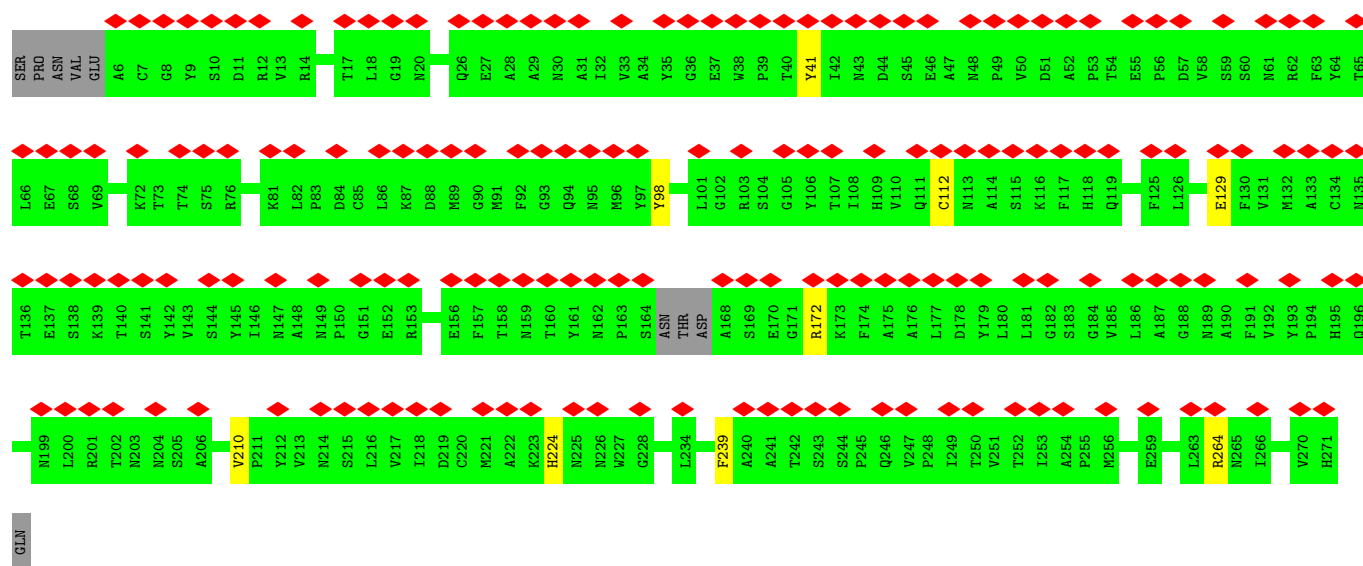 SER PRO ASN VAL GLU A6 C7 G8 Y9 S10 D11 R12 V13 R14 T17 L18 G19 N20 Q26 E27 A28 A29 N30 A31 I32 V33 A34 Y35 G36 E37 W38 P39 T40 Y41 I42 N43 D44 S45 E46 A47 N48 P49 V50 D51 A52 P53 T54 E55 P56 D57 V58 S59 S60 N61 R62 F63 Y64 T65
L66 E67 S68 V69 K72 T73 T74 S75 R76 K81 L82 P83 D84 C85 L86 K87 D88 M89 G90 M91 F92 G93 Q94 N95 M96 Y97 Y98 L101 G102 R103 S104 G105 Y106 T107 I108 H109 V110 Q111 C112 N113 A114 S115 K116 F117 H118 Q119 F125 L126 E129 F130 V131 M132 A133 C134 N135
T136 E137 S138 K139 T140 S141 Y142 V143 S144 Y145 I146 N147 A148 N149 P150 G151 E152 R153 E156 F157 T158 N159 T160 Y161 N162 P163 S164 ASN THR ASP A168 S169 E170 G171 R172 K173 F174 A175 A176 L177 D178 Y179 L180 L181 G182 S183 G184 V185 L186 A187 G188 N189 A190 F191 V192 Y193 P194 H195 Q196
N199 L200 R201 T202 N203 N204 S205 A206 V210 P211 Y212 V213 N214 S215 L216 V217 I218 D219 C220 M221 A222 K223 H224 N225 N226 W227 G228 L234 F239 A240 A241 T242 S243 S244 P245 Q246 V247 P248 I249 T250 V251 T252 I253 A254 P255 M256 E259 L263 R264 N265 I266 V270 H271
GLN